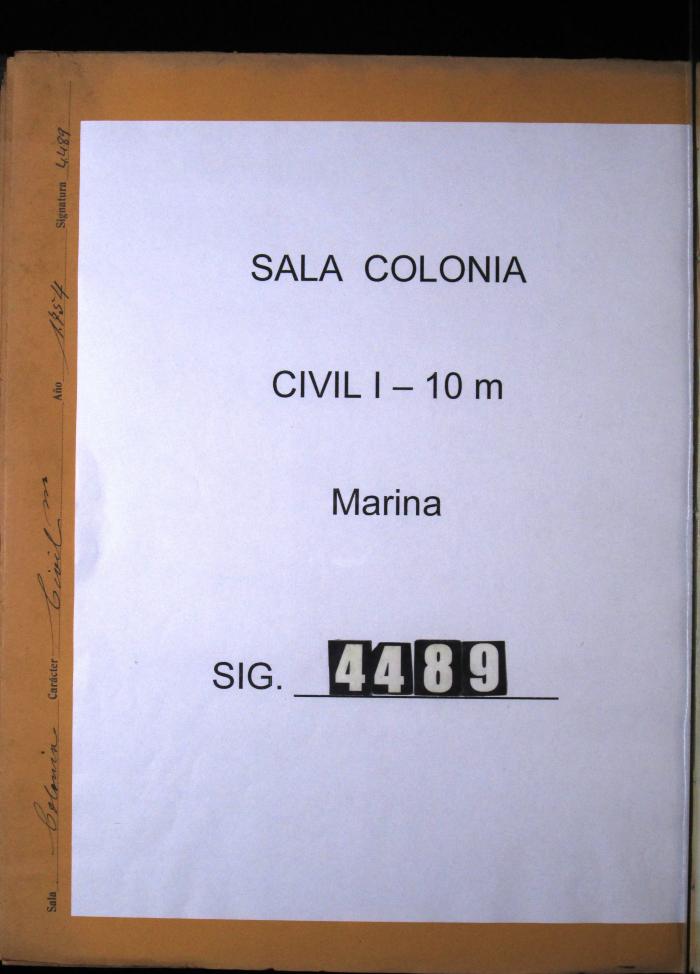 SALA COLONIA
CIVIL I – 10 m
Marina
SIG. 4489
Sala Colonia Carácter Civil m Año 1754 Signatura 4489